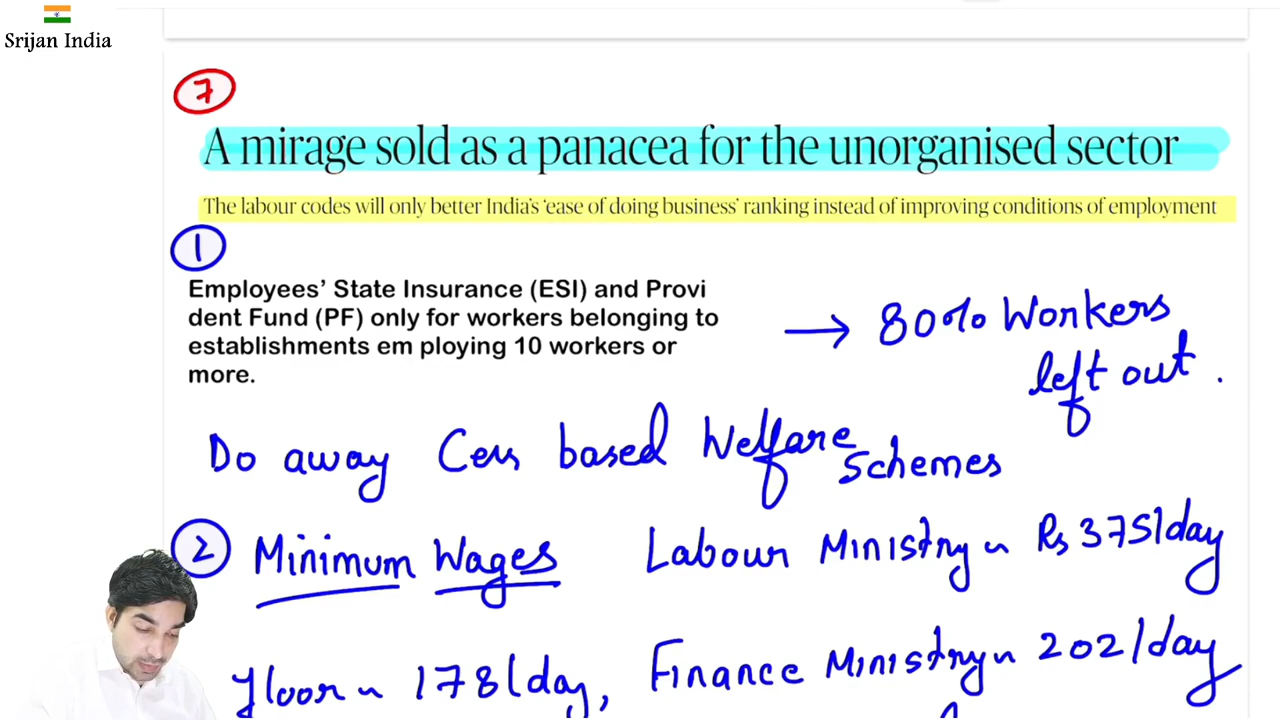 Srijan India
7
A mirage sold as a panacea for the unorganised sector
The labour codes will only better India's 'ease of doing business' ranking instead of improving conditions of employment
1
Employees' State Insurance (ESI) and Provi
dent Fund (PF) only for workers belonging to
establishments em ploying 10 workers or
more.
→ 80% Workers
left out.
Do away Cess based Welfare Schemes
2 Minimum Wages Labour Ministry ~ Rs 375/day
Floor ~ 178/day, Finance Ministry ~ 202/day